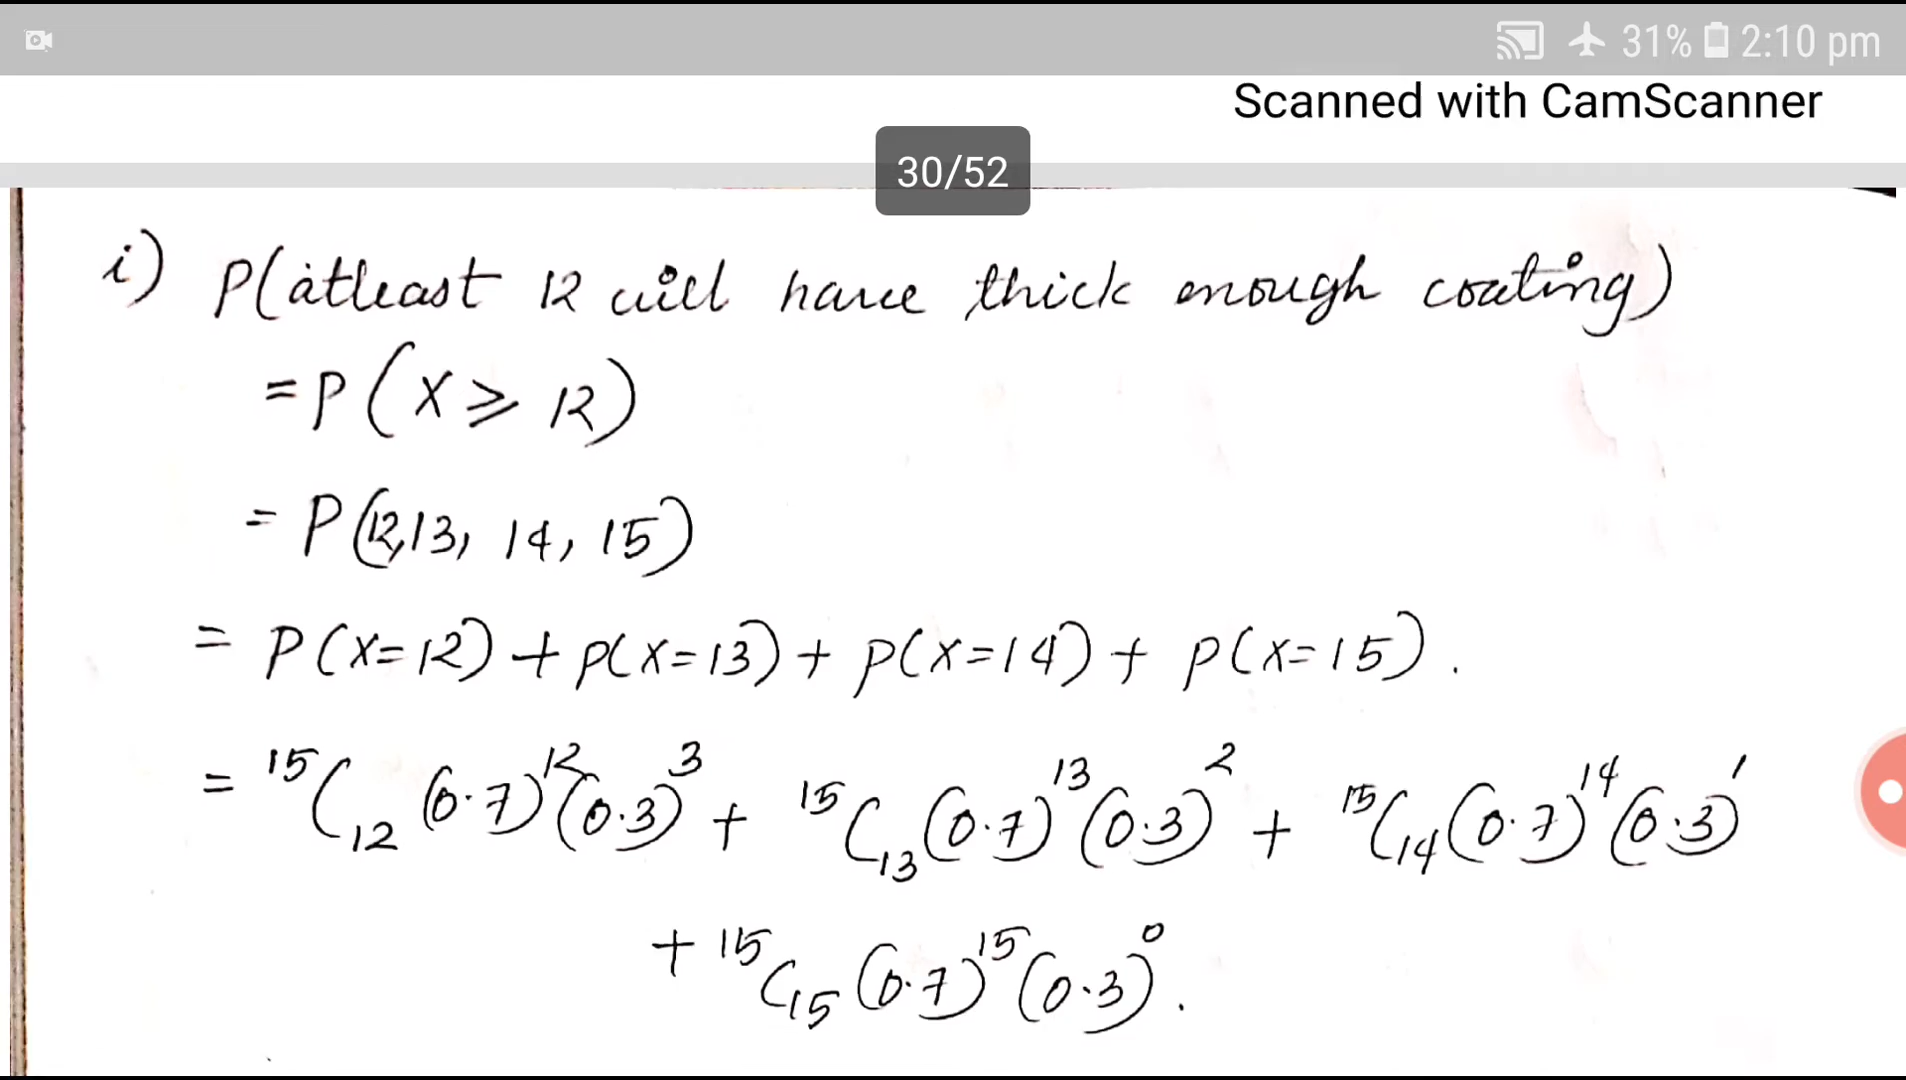 31% 2:10 pm
Scanned with CamScanner
30/52
i) P(atleast 12 will have thick enough coating)
= P(X ⩾ 12)
= P(12,13, 14, 15)
= P(X=12) + P(X=13) + P(X=14) + P(X=15).
= ¹⁵C₁₂ (0.7)¹²(0.3)³ + ¹⁵C₁₃(0.7)¹³(0.3)² + ¹⁵C₁₄(0.7)¹⁴(0.3)¹
+ ¹⁵C₁₅(0.7)¹⁵(0.3)⁰.